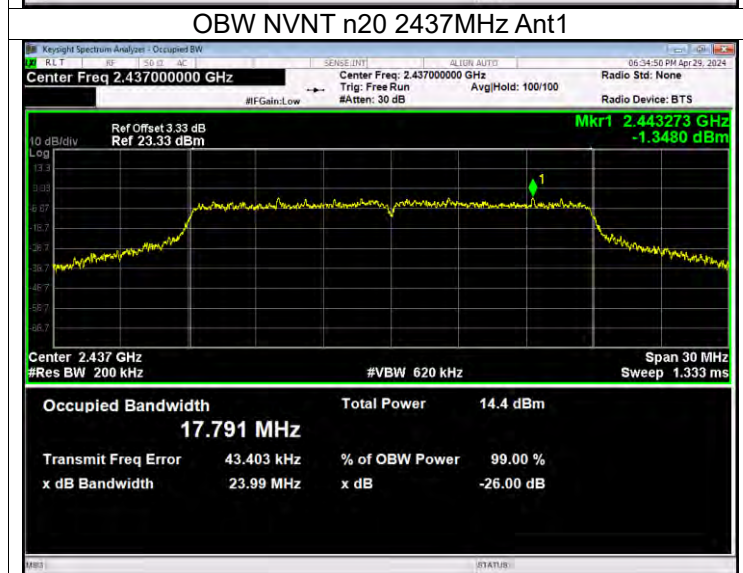 OBW NVNT n20 2437MHz Ant1
Keysight Spectrum Analyzer - Occupied BW
RLT RF 50 Ω AC SENSE:INT ALIGN AUTO 06:34:50 PM Apr 29, 2024
Center Freq 2.437000000 GHz Center Freq: 2.437000000 GHz Radio Std: None
Trig: Free Run Avg|Hold: 100/100
#IFGain:Low #Atten: 30 dB Radio Device: BTS
Mkr1 2.443273 GHz
-1.3480 dBm
Ref Offset 3.33 dB
10 dB/div Ref 23.33 dBm
Log
13.3
3.33
-6.67
-16.7
-26.7
-36.7
-46.7
-56.7
-66.7
1
Center 2.437 GHz Span 30 MHz
#Res BW 200 kHz #VBW 620 kHz Sweep 1.333 ms
Occupied Bandwidth Total Power 14.4 dBm
17.791 MHz
Transmit Freq Error 43.403 kHz % of OBW Power 99.00 %
x dB Bandwidth 23.99 MHz x dB -26.00 dB
MSG STATUS